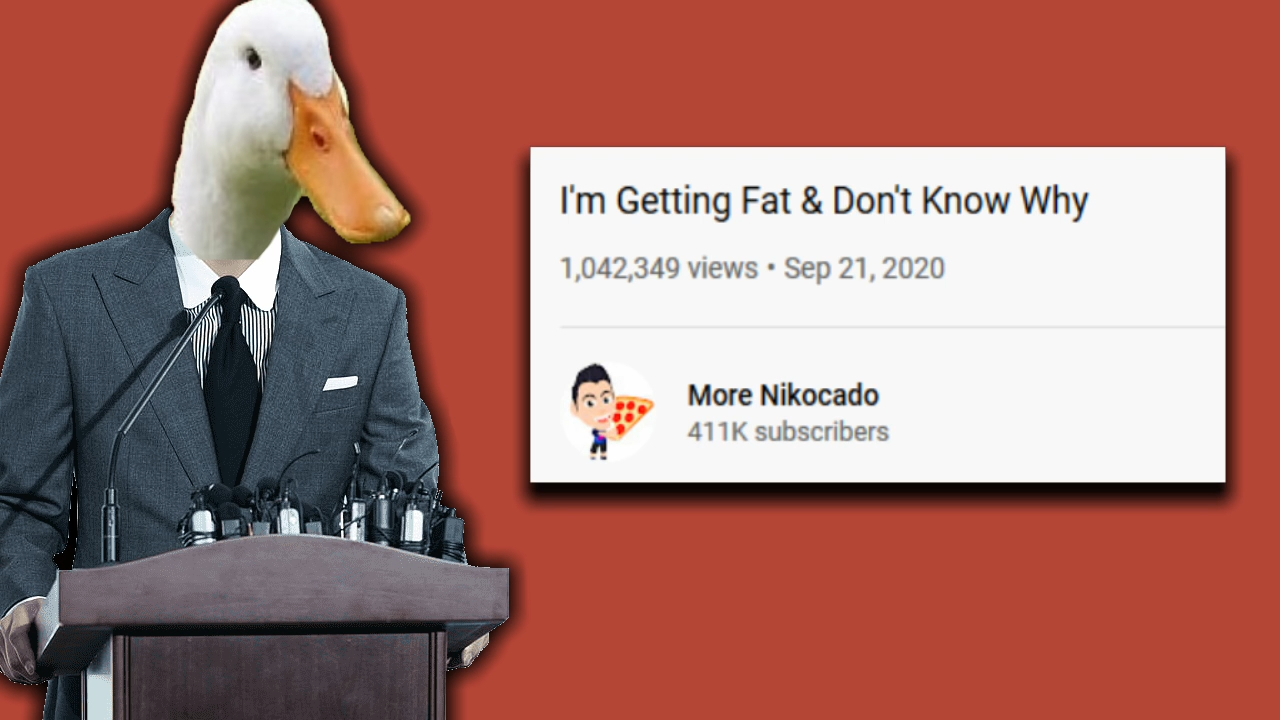 I'm Getting Fat & Don't Know Why
1,042,349 views • Sep 21, 2020
More Nikocado
411K subscribers